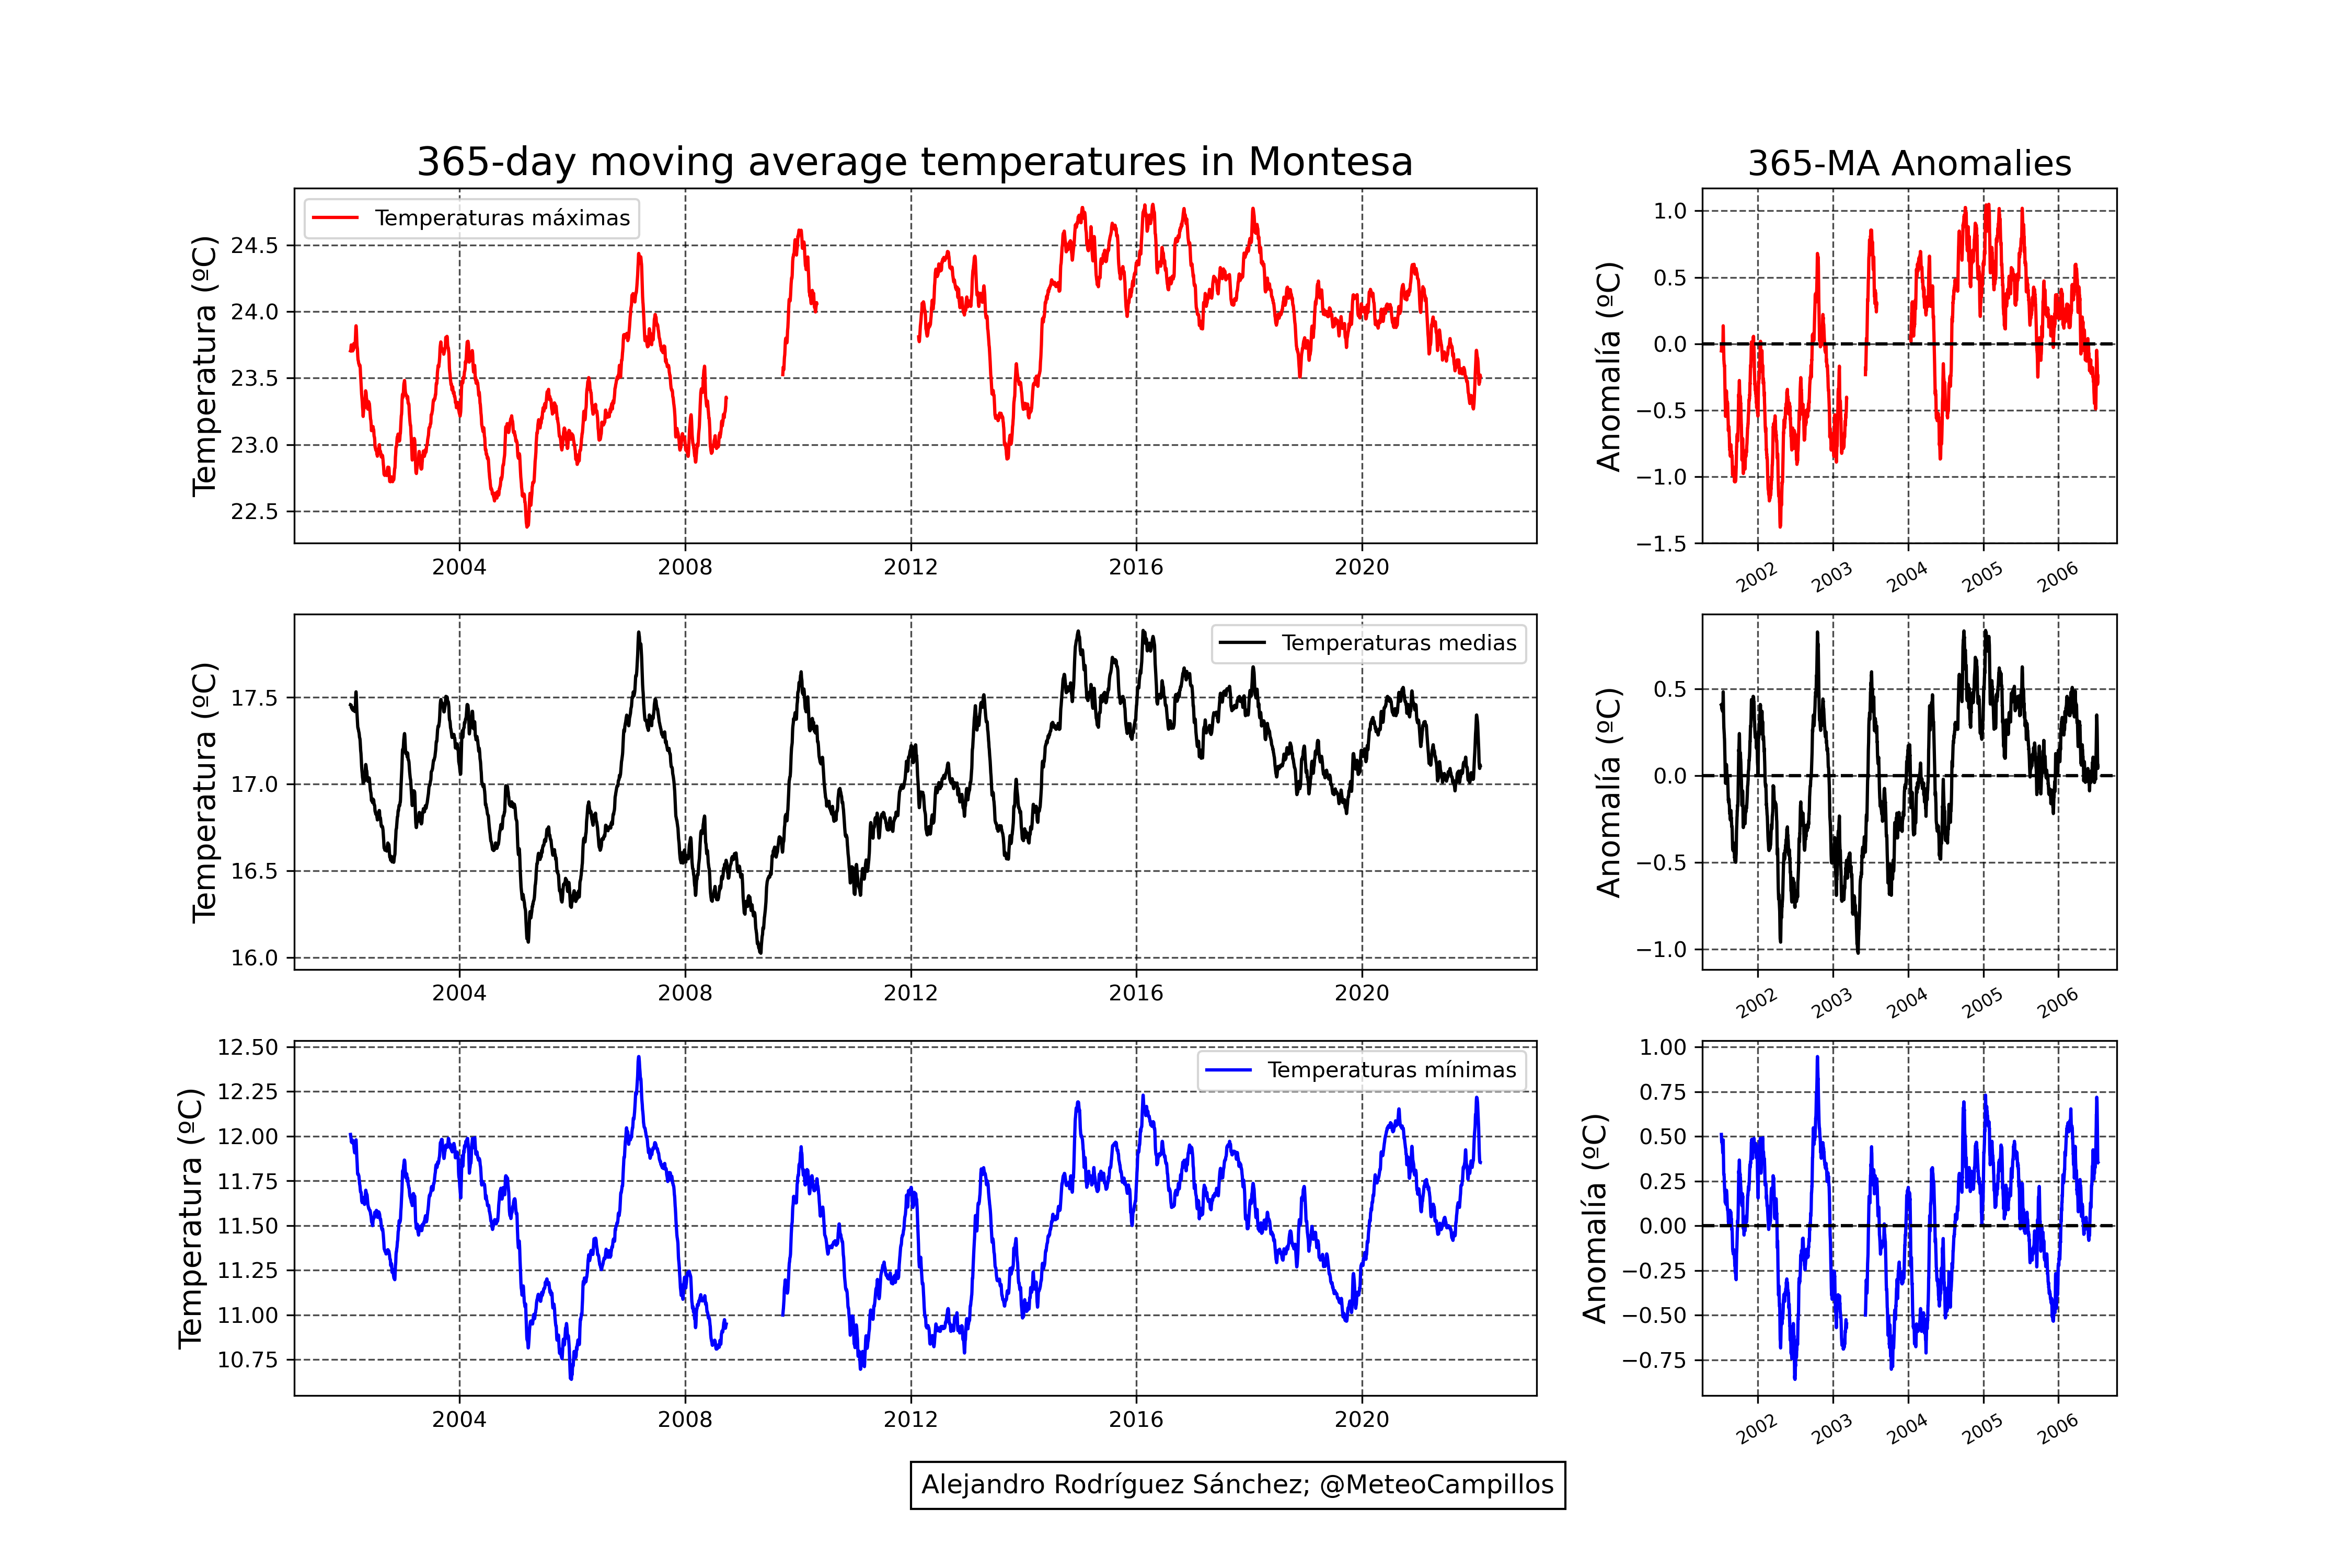 365-day moving average temperatures in Montesa
365-MA Anomalies
Temperaturas máximas
Temperatura (ºC)
24.5
24.0
23.5
23.0
22.5
2004 2008 2012 2016 2020
Anomalía (ºC)
1.0
0.5
0.0
−0.5
−1.0
−1.5
2002 2003 2004 2005 2006
Temperaturas medias
Temperatura (ºC)
17.5
17.0
16.5
16.0
2004 2008 2012 2016 2020
Anomalía (ºC)
0.5
0.0
−0.5
−1.0
2002 2003 2004 2005 2006
Temperaturas mínimas
Temperatura (ºC)
12.50
12.25
12.00
11.75
11.50
11.25
11.00
10.75
2004 2008 2012 2016 2020
Anomalía (ºC)
1.00
0.75
0.50
0.25
0.00
−0.25
−0.50
−0.75
2002 2003 2004 2005 2006
Alejandro Rodríguez Sánchez; @MeteoCampillos